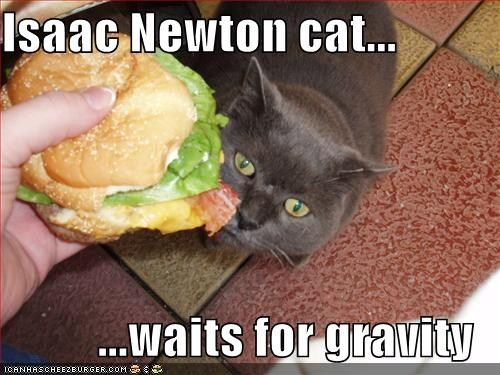 Isaac Newton cat...
...waits for gravity
ICANHASCHEEZBURGER.COM